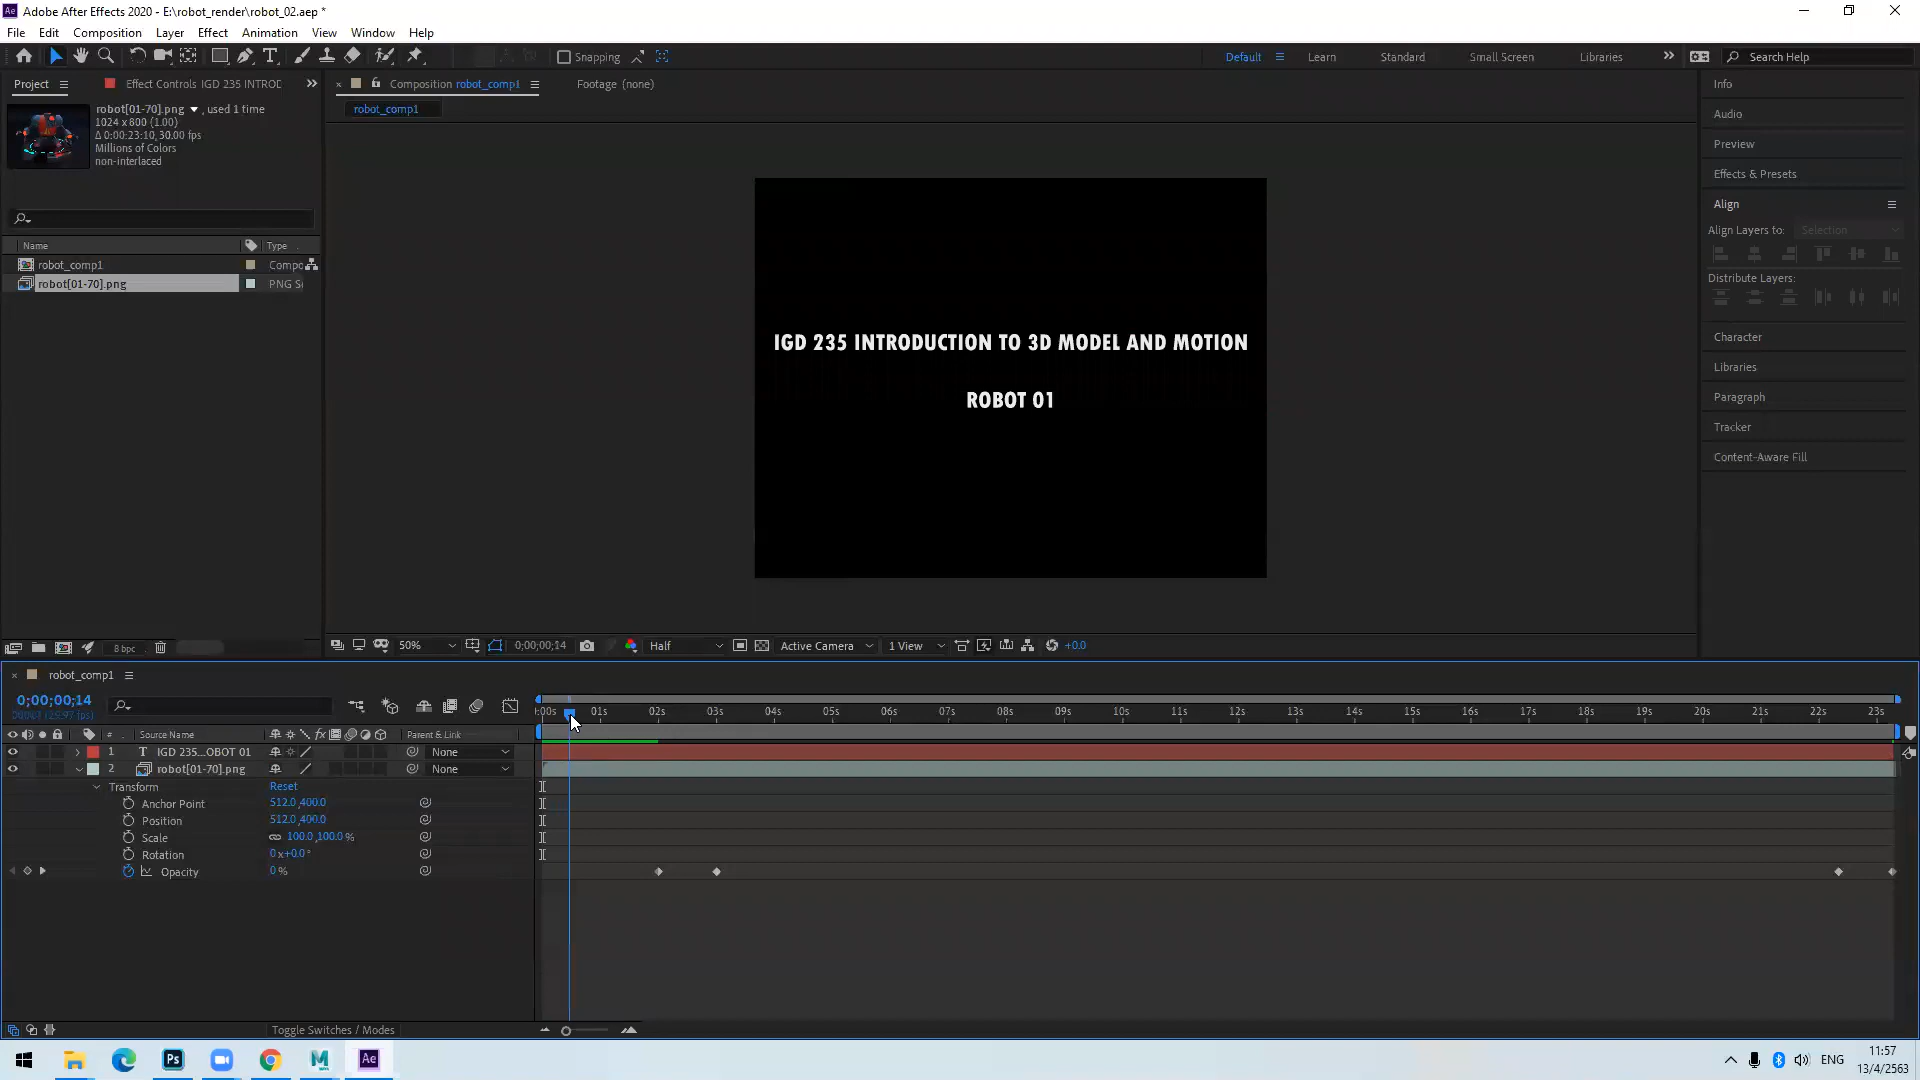 Adobe After Effects 2020 - E:\robot_render\robot_02.aep *
File Edit Composition Layer Effect Animation View Window Help
Snapping
Default Learn Standard Small Screen Libraries Search Help
Project Effect Controls IGD 235 INTROD
Composition robot_comp1
Footage (none)
robot_comp1
robot[01-70].png , used 1 time
1024 x 800 (1.00)
Δ 0:00:23:10, 30.00 fps
Millions of Colors
non-interlaced
Name Type
robot_comp1 Compo
robot[01-70].png PNG S
8 bpc
IGD 235 INTRODUCTION TO 3D MODEL AND MOTION
ROBOT 01
50% 0;00;00;14 Half Active Camera 1 View +0.0
Info
Audio
Preview
Effects & Presets
Align
Align Layers to: Selection
Distribute Layers:
Character
Libraries
Paragraph
Tracker
Content-Aware Fill
robot_comp1
0;00;00;14
01s 02s 03s 04s 05s 06s 07s 08s 09s 10s 11s 12s 13s 14s 15s 16s 17s 18s 19s 20s 21s 22s 23s
# Source Name Parent & Link
1 T IGD 235...OBOT 01 None
2 robot[01-70].png None
Transform Reset
Anchor Point 512.0,400.0
Position 512.0,400.0
Scale 100.0,100.0%
Rotation 0x+0.0°
Opacity 0%
Toggle Switches / Modes
ENG
11:57
13/4/2563